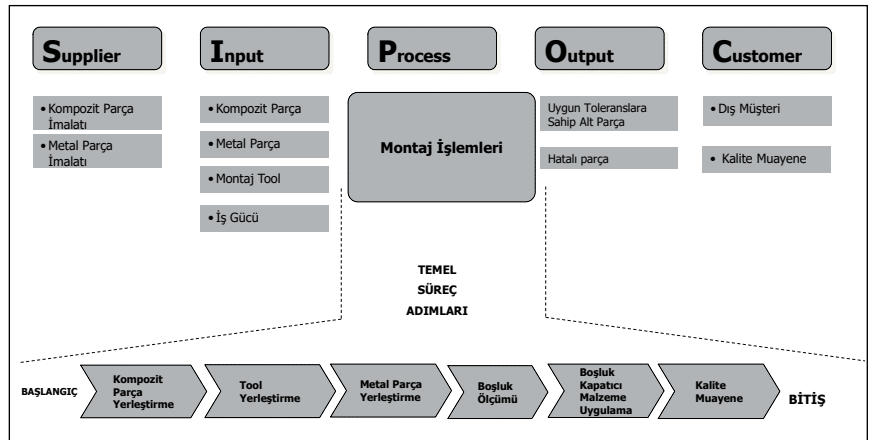 Supplier
Input
Process
Output
Customer
• Kompozit Parça
İmalatı
• Metal Parça
İmalatı
• Kompozit Parça
• Metal Parça
• Montaj Tool
• İş Gücü
Montaj İşlemleri
Uygun Toleranslara
Sahip Alt Parça
Hatalı parça
• Dış Müşteri
• Kalite Muayene
TEMEL
SÜREÇ
ADIMLARI
BAŞLANGIÇ
Kompozit
Parça
Yerleştirme
Tool
Yerleştirme
Metal Parça
Yerleştirme
Boşluk
Ölçümü
Boşluk
Kapatıcı
Malzeme
Uygulama
Kalite
Muayene
BİTİŞ